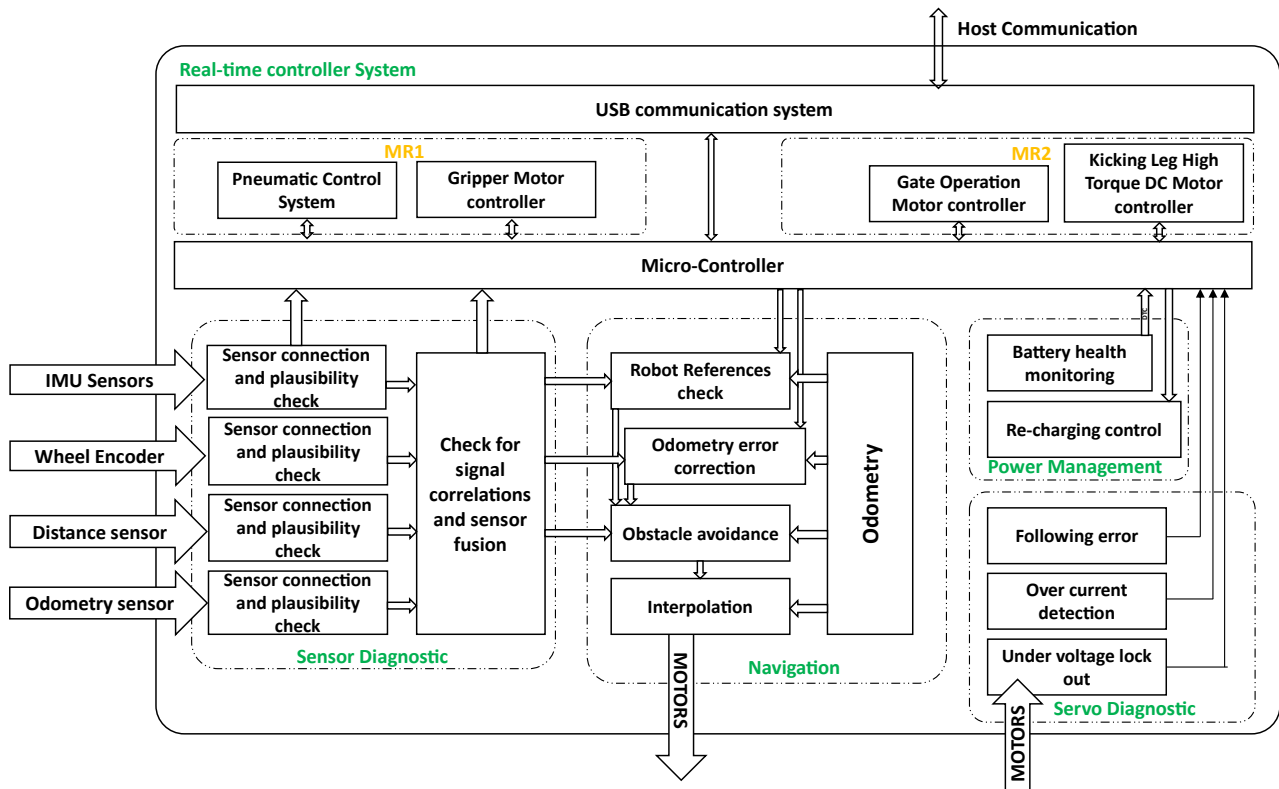 Host Communication
Real-time controller System
USB communication system
MR1
MR2
Pneumatic Control
System
Gripper Motor
controller
Gate Operation
Motor controller
Kicking Leg High
Torque DC Motor
controller
Micro-Controller
IMU Sensors
Sensor connection
and plausibility
check
Wheel Encoder
Sensor connection
and plausibility
check
Distance sensor
Sensor connection
and plausibility
check
Odometry sensor
Sensor connection
and plausibility
check
Check for
signal
correlations
and sensor
fusion
Sensor Diagnostic
Robot References
check
Odometry error
correction
Obstacle avoidance
Interpolation
Odometry
Navigation
MOTORS
DTC
Battery health
monitoring
Re-charging control
Power Management
Following error
Over current
detection
Under voltage lock
out
Servo Diagnostic
MOTORS